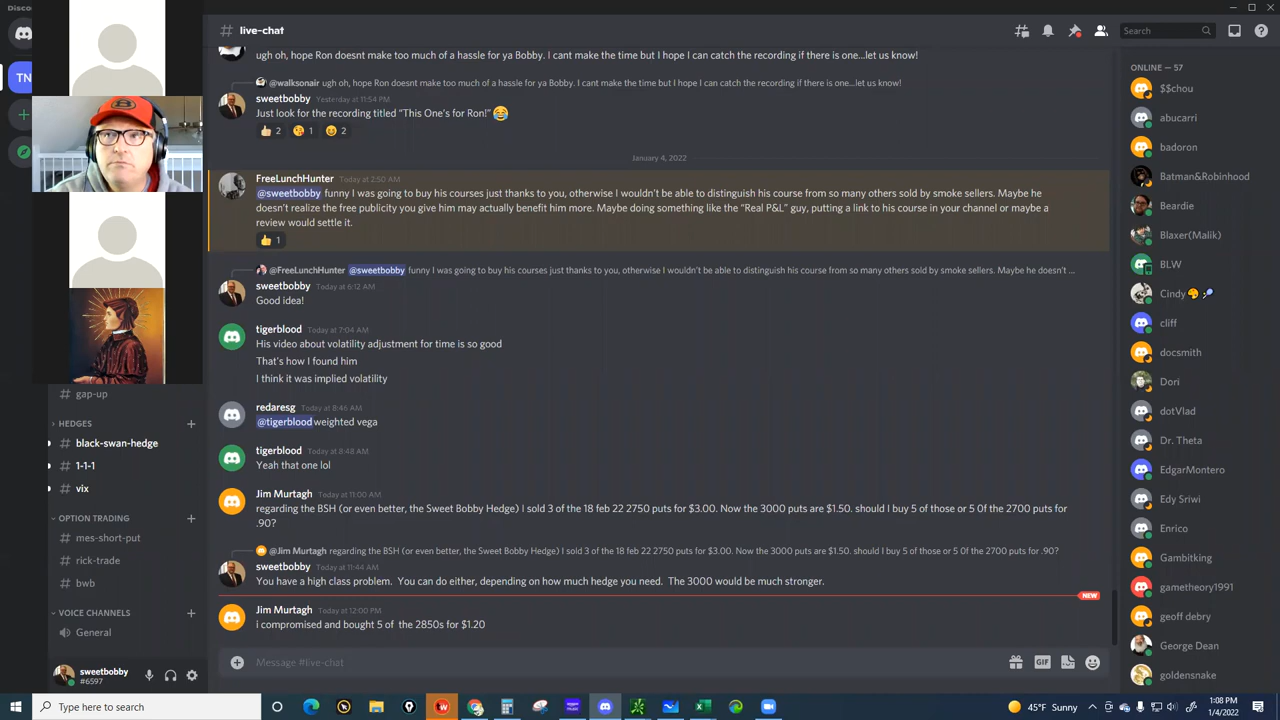 Disco
live-chat
Search
TN
ugh oh, hope Ron doesnt make too much of a hassle for ya Bobby. I cant make the time but I hope I can catch the recording if there is one...let us know!
@walksonair ugh oh, hope Ron doesnt make too much of a hassle for ya Bobby. I cant make the time but I hope I can catch the recording if there is one...let us know!
sweetbobby Yesterday at 11:54 PM
Just look for the recording titled “This One's for Ron!” 😂
👍 2 😘 1 😆 2
January 4, 2022
FreeLunchHunter Today at 2:50 AM
@sweetbobby funny I was going to buy his courses just thanks to you, otherwise I wouldn't be able to distinguish his course from so many others sold by smoke sellers. Maybe he
doesn't realize the free publicity you give him may actually benefit him more. Maybe doing something like the “Real P&L” guy, putting a link to his course in your channel or maybe a
review would settle it.
👍 1
@FreeLunchHunter @sweetbobby funny I was going to buy his courses just thanks to you, otherwise I wouldn't be able to distinguish his course from so many others sold by smoke sellers. Maybe he doesn't ...
sweetbobby Today at 6:12 AM
Good idea!
tigerblood Today at 7:04 AM
His video about volatility adjustment for time is so good
That's how I found him
I think it was implied volatility
redaresg Today at 8:46 AM
@tigerblood weighted vega
tigerblood Today at 8:48 AM
Yeah that one lol
Jim Murtagh Today at 11:00 AM
regarding the BSH (or even better, the Sweet Bobby Hedge) I sold 3 of the 18 feb 22 2750 puts for $3.00. Now the 3000 puts are $1.50. should I buy 5 of those or 5 0f the 2700 puts for
.90?
@Jim Murtagh regarding the BSH (or even better, the Sweet Bobby Hedge) I sold 3 of the 18 feb 22 2750 puts for $3.00. Now the 3000 puts are $1.50. should I buy 5 of those or 5 0f the 2700 puts for .90?
sweetbobby Today at 11:44 AM
You have a high class problem. You can do either, depending on how much hedge you need. The 3000 would be much stronger.
NEW
Jim Murtagh Today at 12:00 PM
i compromised and bought 5 of the 2850s for $1.20
Message #live-chat
GIF
gap-up
HEDGES
black-swan-hedge
1-1-1
vix
OPTION TRADING
mes-short-put
rick-trade
bwb
VOICE CHANNELS
General
sweetbobby
#6597
ONLINE — 57
$$chou
abucarri
badoron
Batman&Robinhood
Beardie
Blaxer(Malik)
BLW
Cindy
cliff
docsmith
Dori
dotVlad
Dr. Theta
EdgarMontero
Edy Sriwi
Enrico
Gambitking
gametheory1991
geoff debry
George Dean
goldensnake
Type here to search
45°F Sunny
1:08 PM
1/4/2022